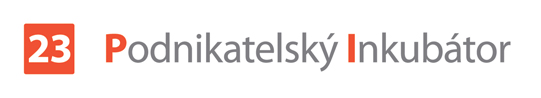 23 Podnikatelský Inkubátor